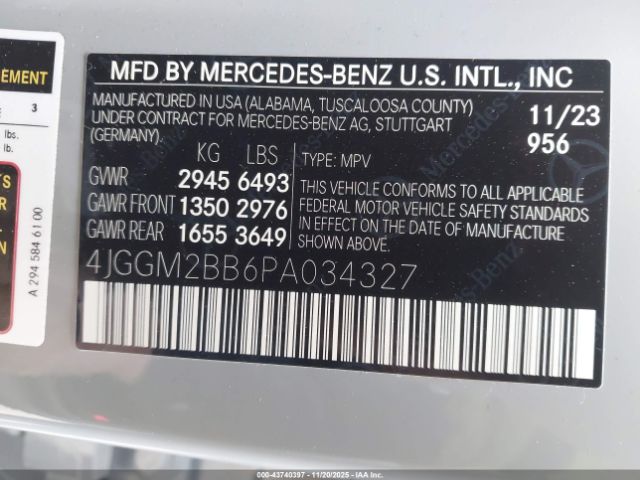 EMENT
3
lbs.
lb.
A 294 584 61 00
MFD BY MERCEDES-BENZ U.S. INTL., INC
MANUFACTURED IN USA (ALABAMA, TUSCALOOSA COUNTY)
UNDER CONTRACT FOR MERCEDES-BENZ AG, STUTTGART
(GERMANY)
11/23
956
KG LBS
GVWR 2945 6493
GAWR FRONT 1350 2976
GAWR REAR 1655 3649
TYPE: MPV
THIS VEHICLE CONFORMS TO ALL APPLICABLE
FEDERAL MOTOR VEHICLE SAFETY STANDARDS
IN EFFECT ON THE DATE OF MANUFACTURE
SHOWN ABOVE.
4JGGM2BB6PA034327
Mercedes-Benz
COPART: 43740397 - 11/20/2025 - IAA Inc.